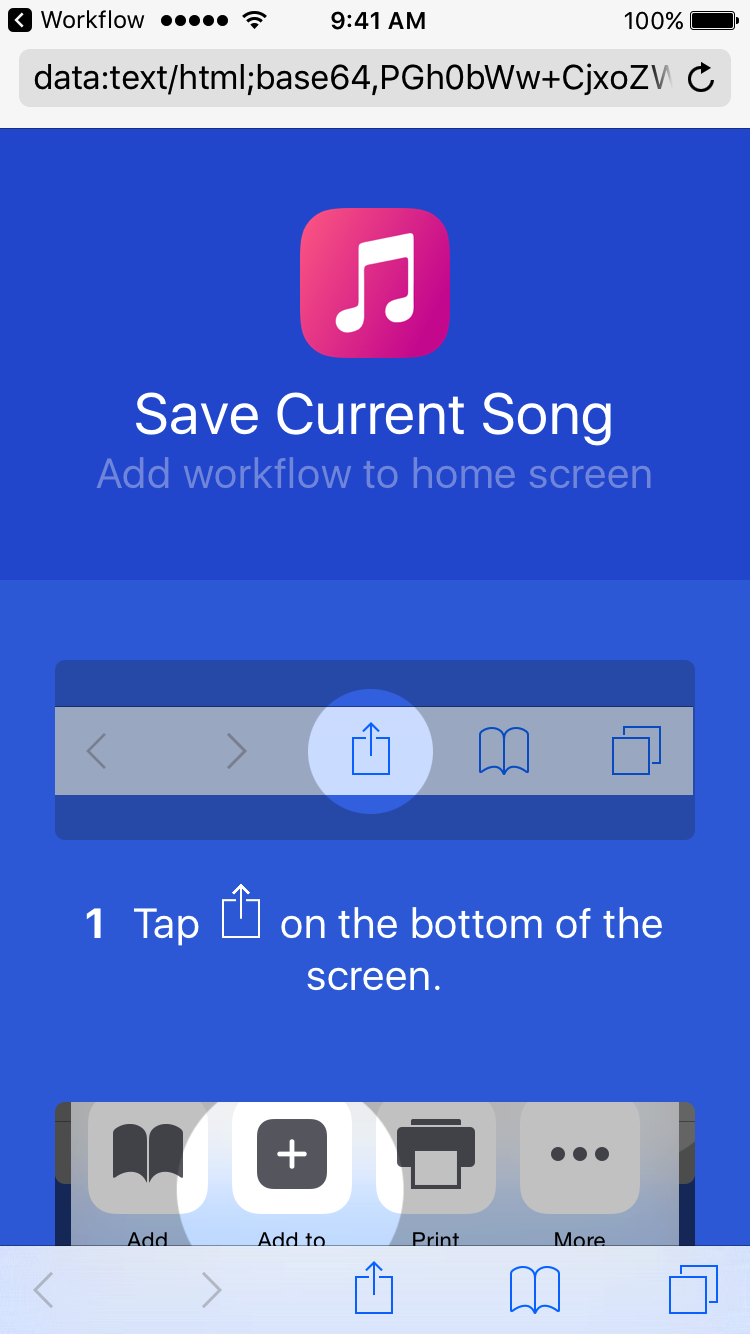 Workflow 9:41 AM 100%
data:text/html;base64,PGh0bWw+CjxoZW
Save Current Song
Add workflow to home screen
1 Tap on the bottom of the
screen.
Add Add to Print More